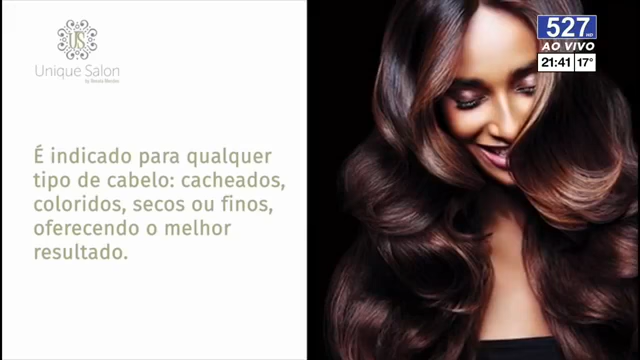 US
Unique Salon
É indicado para qualquer
tipo de cabelo: cacheados,
coloridos, secos ou finos,
oferecendo o melhor
resultado.
527 HD
AO VIVO
21:41 17°